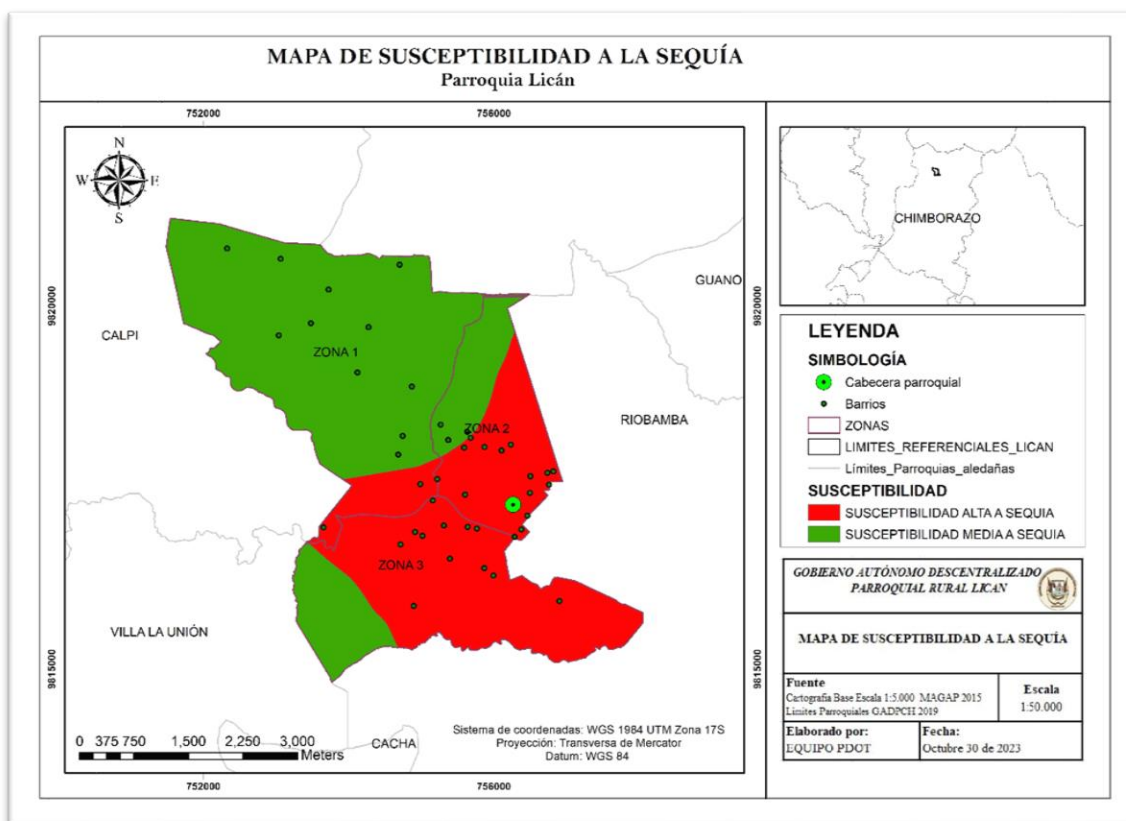 MAPA DE SUSCEPTIBILIDAD A LA SEQUÍA
Parroquia Licán
752000
756000
N
W
E
S
9820000
9820000
GUANO
CALPI
ZONA 1
RIOBAMBA
ZONA 2
ZONA 3
VILLA LA UNIÓN
9815000
9815000
CACHA
0 375 750 1,500 2,250 3,000
Meters
Sistema de coordenadas: WGS 1984 UTM Zona 17S
Proyección: Transversa de Mercator
Datum: WGS 84
752000
756000
CHIMBORAZO
LEYENDA
SIMBOLOGÍA
Cabecera parroquial
Barrios
ZONAS
LIMITES_REFERENCIALES_LICAN
Límites_Parroquias_aledañas
SUSCEPTIBILIDAD
SUSCEPTIBILIDAD ALTA A SEQUIA
SUSCEPTIBILIDAD MEDIA A SEQUIA
GOBIERNO AUTÓNOMO DESCENTRALIZADO
PARROQUIAL RURAL LICAN
MAPA DE SUSCEPTIBILIDAD A LA SEQUÍA
Fuente
Cartografia Base Escala 1:5.000 MAGAP 2015
Limites Parroquiales GADPCH 2019
Escala
1:50.000
Elaborado por:
EQUIPO PDOT
Fecha:
Octubre 30 de 2023